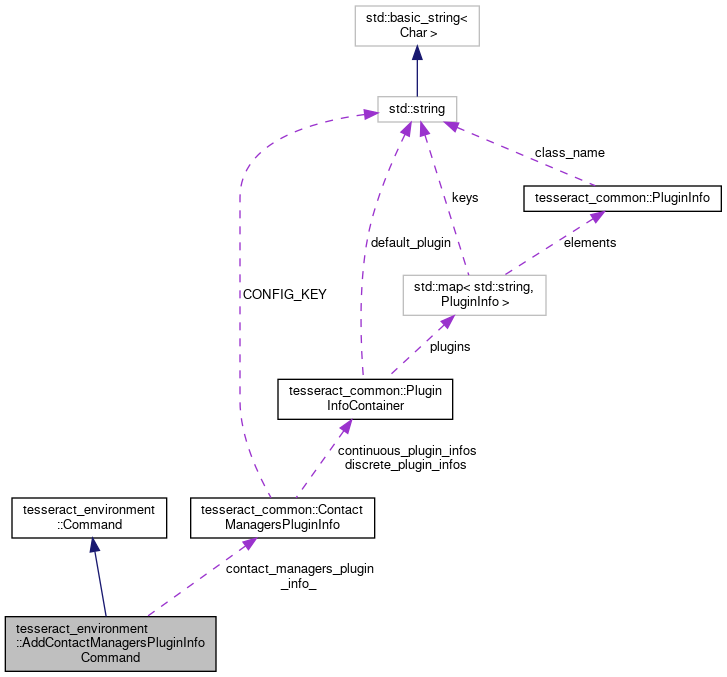 std::basic_string<
Char >
std::string
class_name
tesseract_common::PluginInfo
keys
default_plugin
elements
std::map< std::string,
PluginInfo >
CONFIG_KEY
plugins
tesseract_common::Plugin
InfoContainer
continuous_plugin_infos
discrete_plugin_infos
tesseract_environment
::Command
tesseract_common::Contact
ManagersPluginInfo
contact_managers_plugin
_info_
tesseract_environment
::AddContactManagersPluginInfo
Command